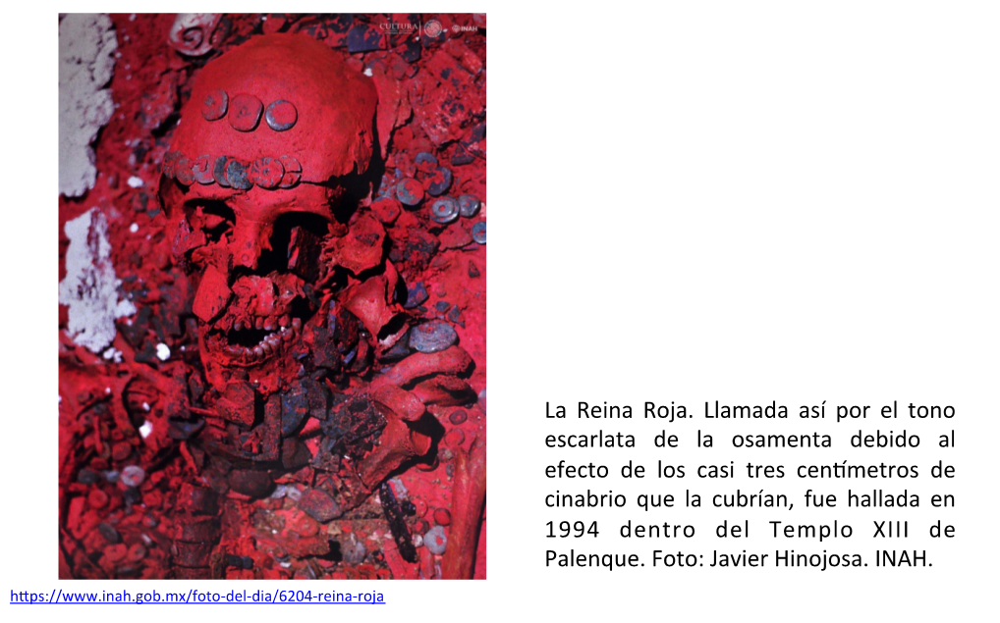 CULTURA
INAH
La Reina Roja. Llamada así por el tono
escarlata de la osamenta debido al
efecto de los casi tres centímetros de
cinabrio que la cubrían, fue hallada en
1994 dentro del Templo XIII de
Palenque. Foto: Javier Hinojosa. INAH.
https://www.inah.gob.mx/foto-del-dia/6204-reina-roja